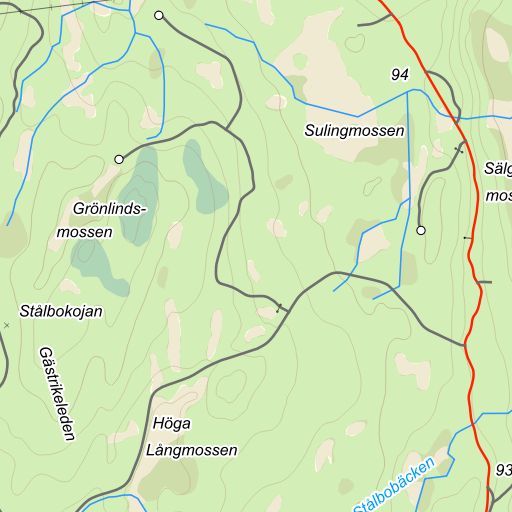 94
Sulingmossen
Sälg
mos
Grönlinds-
mossen
Stålbokojan
Gästrikeleden
Höga
Långmossen
Stålbobäcken
93